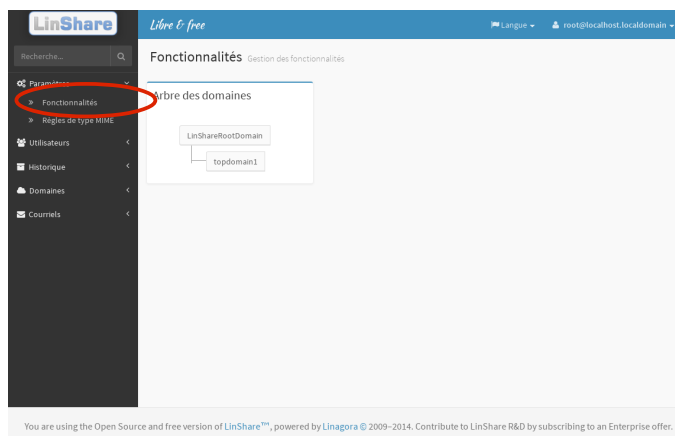 LinShare
Libre & free
Langue
root@localhost.localdomain
Recherche...
Fonctionnalités Gestion des fonctionnalités
Paramètres
» Fonctionnalités
» Règles de type MIME
Utilisateurs
Historique
Domaines
Courriels
Arbre des domaines
LinShareRootDomain
topdomain1
You are using the Open Source and free version of LinShare™, powered by Linagora © 2009–2014. Contribute to LinShare R&D by subscribing to an Enterprise offer.